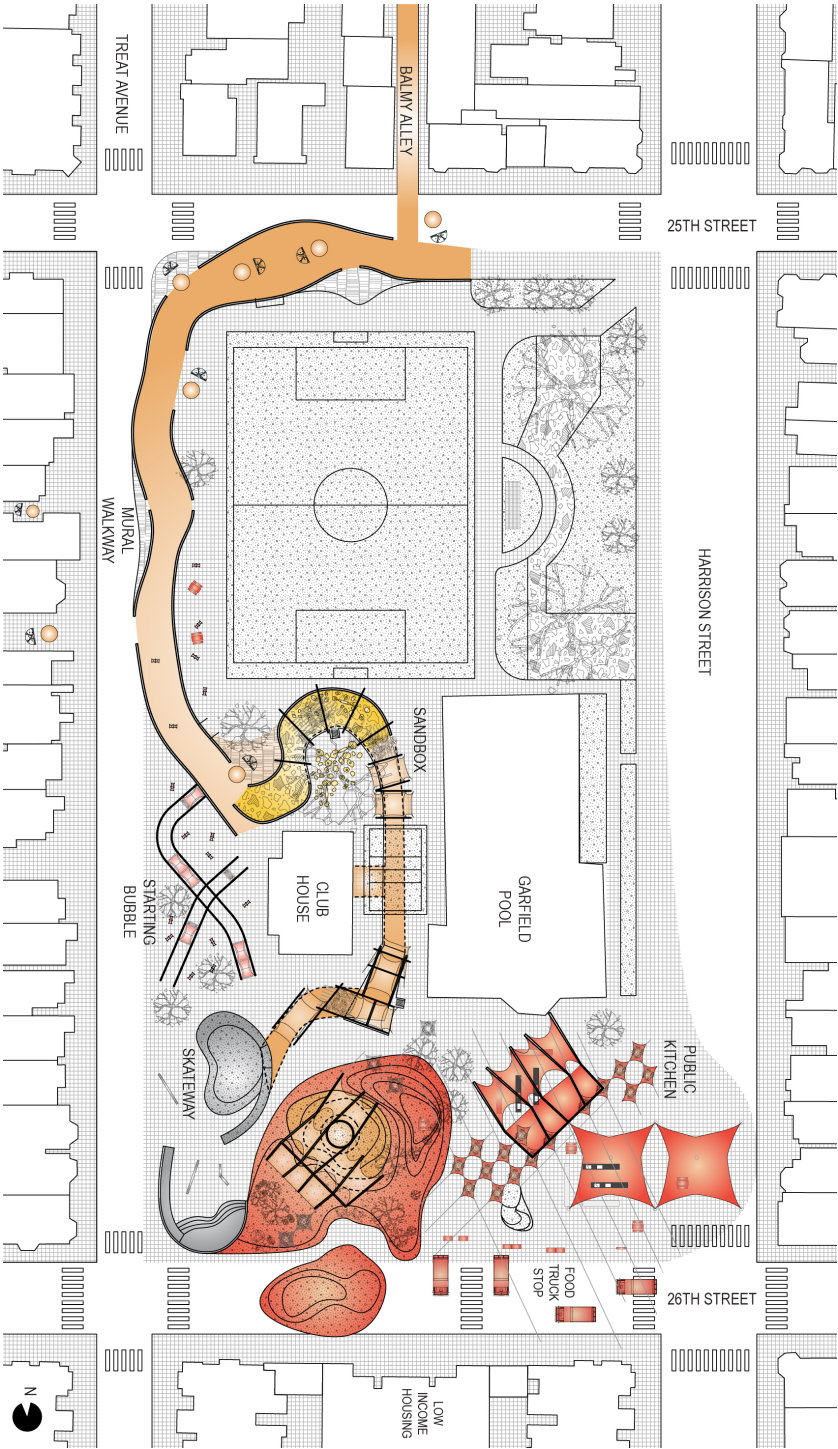 TREAT AVENUE
BALMY ALLEY
25TH STREET
HARRISON STREET
MURAL
WALKWAY
SANDBOX
CLUB
HOUSE
GARFIELD
POOL
STARTING
BUBBLE
SKATEWAY
PUBLIC
KITCHEN
FOOD
TRUCK
STOP
26TH STREET
LOW
INCOME
HOUSING
N